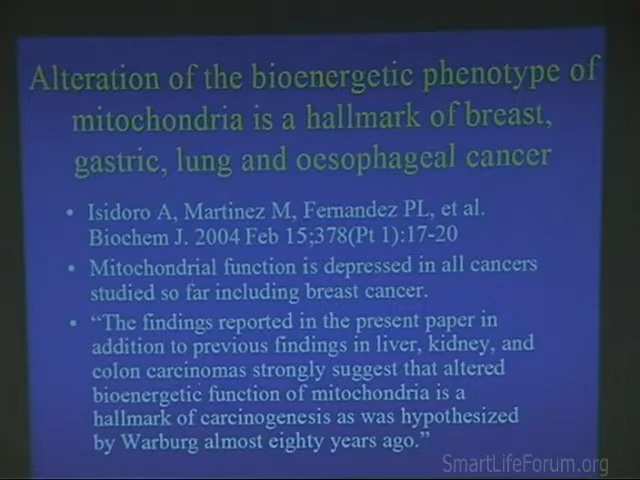 Alteration of the bioenergetic phenotype of
mitochondria is a hallmark of breast,
gastric, lung and oesophageal cancer
• Isidoro A, Martinez M, Fernandez PL, et al.
Biochem J. 2004 Feb 15;378(Pt 1):17-20
• Mitochondrial function is depressed in all cancers
studied so far including breast cancer.
• “The findings reported in the present paper in
addition to previous findings in liver, kidney, and
colon carcinomas strongly suggest that altered
bioenergetic function of mitochondria is a
hallmark of carcinogenesis as was hypothesized
by Warburg almost eighty years ago.”
SmartLifeForum.org